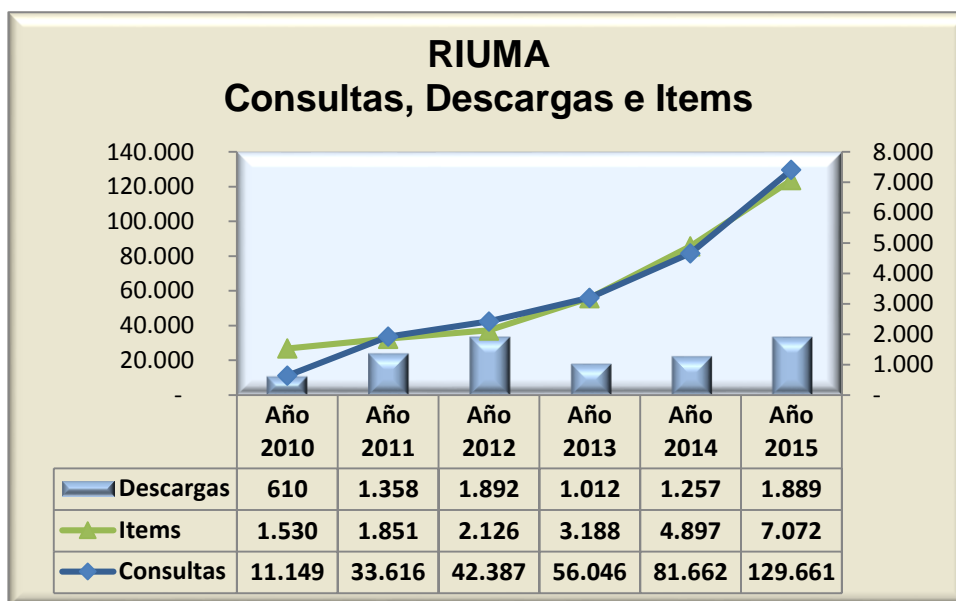 RIUMA
Consultas, Descargas e Items
140.000
120.000
100.000
80.000
60.000
40.000
20.000
-
8.000
7.000
6.000
5.000
4.000
3.000
2.000
1.000
-
Año 2010 Año 2011 Año 2012 Año 2013 Año 2014 Año 2015
Descargas 610 1.358 1.892 1.012 1.257 1.889
Items 1.530 1.851 2.126 3.188 4.897 7.072
Consultas 11.149 33.616 42.387 56.046 81.662 129.661